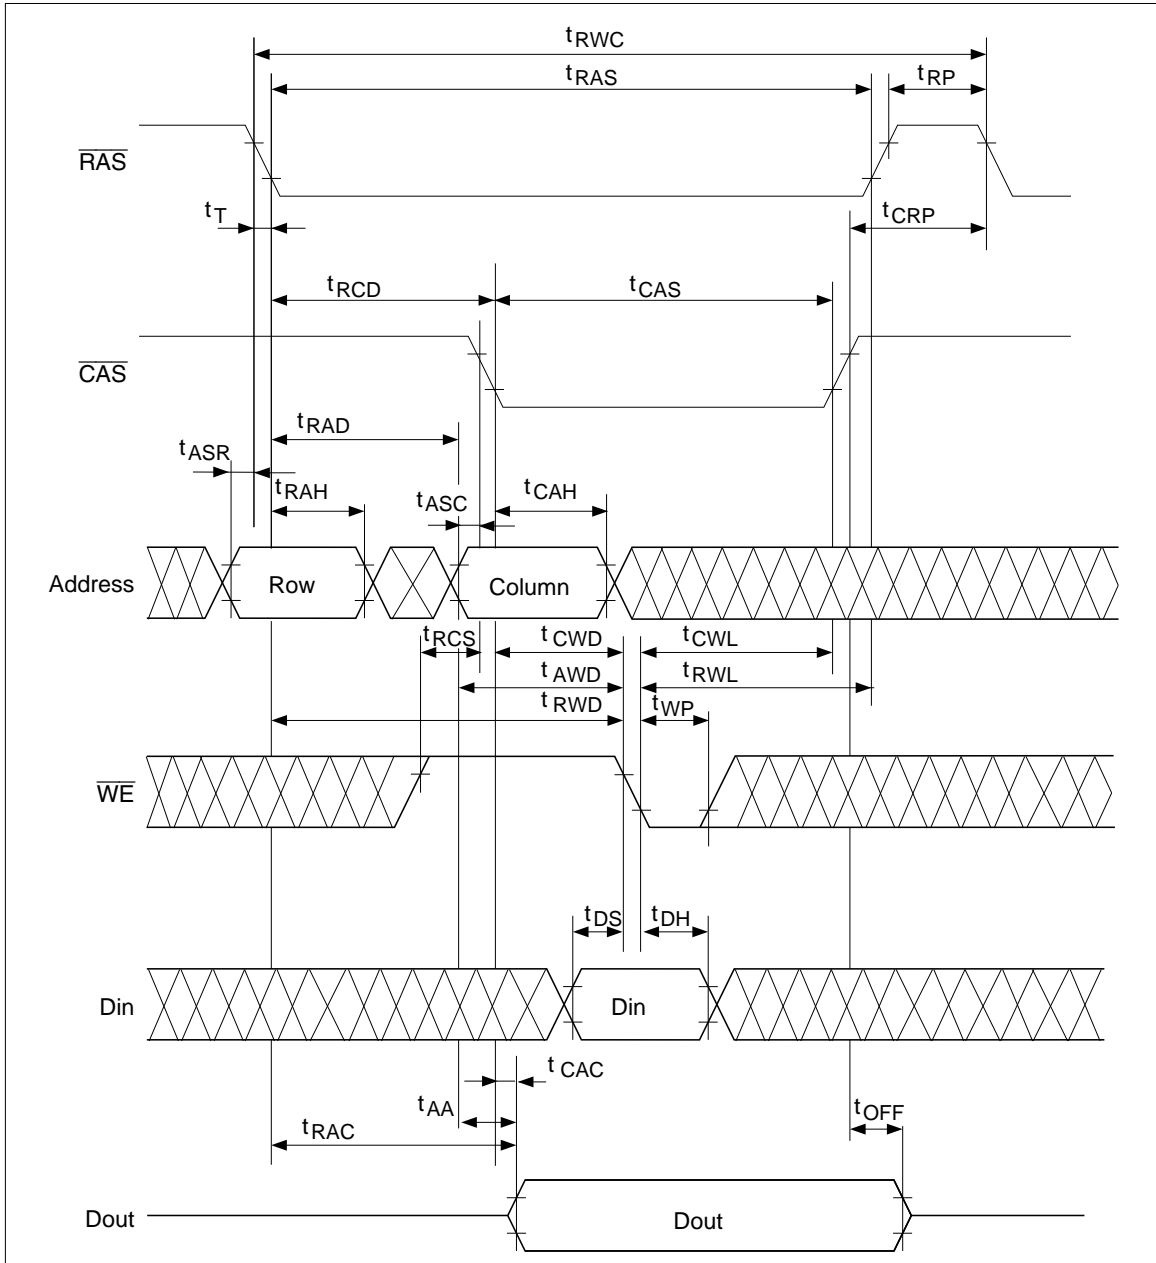 tRWC
tRAS
tRP
RAS
tT
tCRP
tRCD
tCAS
CAS
tRAD
tASR
tRAH
tASC
tCAH
Address
Row
Column
tRCS
tCWD
tCWL
tAWD
tRWL
tRWD
tWP
WE
tDS
tDH
Din
Din
tCAC
tAA
tOFF
tRAC
Dout
Dout